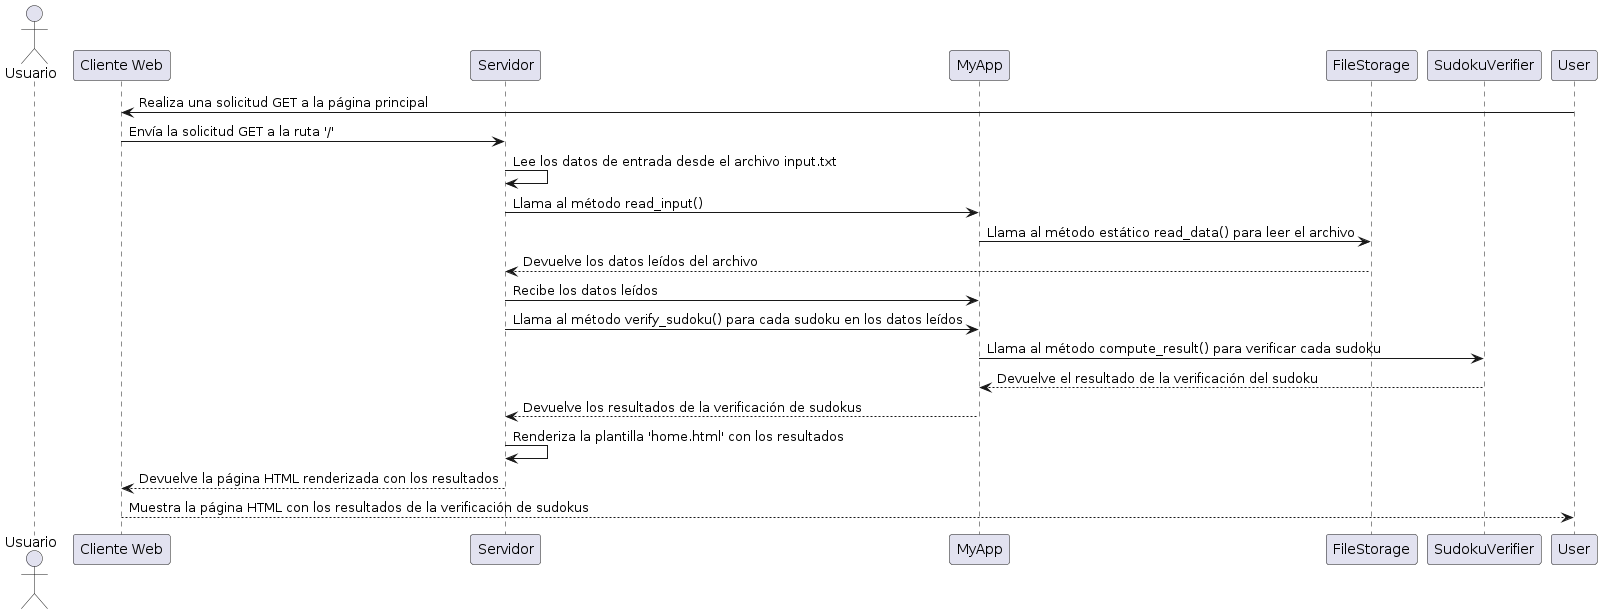 Usuario
Cliente Web
Servidor
MyApp
FileStorage
SudokuVerifier
User
Realiza una solicitud GET a la página principal
Envía la solicitud GET a la ruta '/'
Lee los datos de entrada desde el archivo input.txt
Llama al método read_input()
Llama al método estático read_data() para leer el archivo
Devuelve los datos leídos del archivo
Recibe los datos leídos
Llama al método verify_sudoku() para cada sudoku en los datos leídos
Llama al método compute_result() para verificar cada sudoku
Devuelve el resultado de la verificación del sudoku
Devuelve los resultados de la verificación de sudokus
Renderiza la plantilla 'home.html' con los resultados
Devuelve la página HTML renderizada con los resultados
Muestra la página HTML con los resultados de la verificación de sudokus
Usuario
Cliente Web
Servidor
MyApp
FileStorage
SudokuVerifier
User